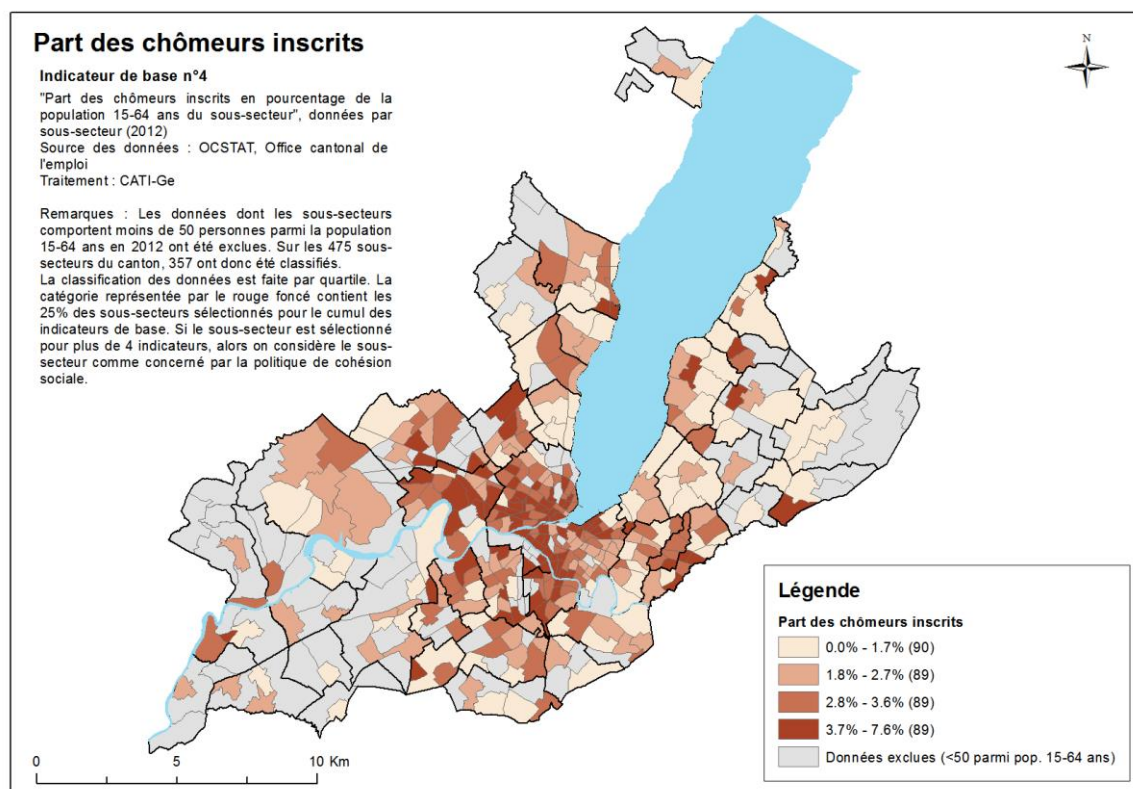 Part des chômeurs inscrits
Indicateur de base n°4
"Part des chômeurs inscrits en pourcentage de la
population 15-64 ans du sous-secteur", données par
sous-secteur (2012)
Source des données : OCSTAT, Office cantonal de
l'emploi
Traitement : CATI-Ge
Remarques : Les données dont les sous-secteurs
comportent moins de 50 personnes parmi la population
15-64 ans en 2012 ont été exclues. Sur les 475 sous-
secteurs du canton, 357 ont donc été classifiés.
La classification des données est faite par quartile. La
catégorie représentée par le rouge foncé contient les
25% des sous-secteurs sélectionnés pour le cumul des
indicateurs de base. Si le sous-secteur est sélectionné
pour plus de 4 indicateurs, alors on considère le sous-
secteur comme concerné par la politique de cohésion
sociale.
N
Légende
Part des chômeurs inscrits
0.0% - 1.7% (90)
1.8% - 2.7% (89)
2.8% - 3.6% (89)
3.7% - 7.6% (89)
Données exclues (<50 parmi pop. 15-64 ans)
0 5 10 Km